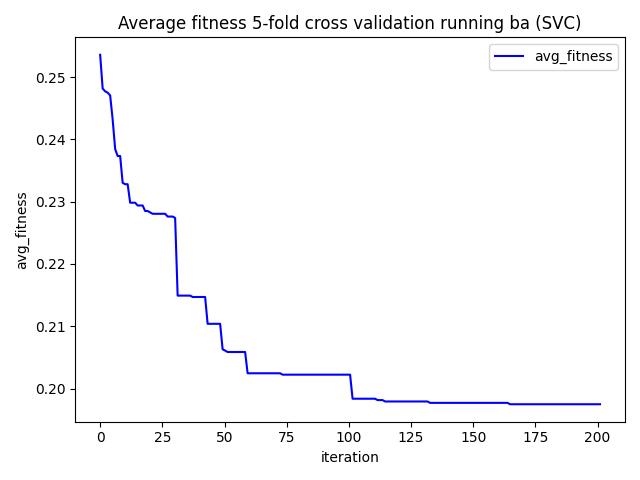 Average fitness 5-fold cross validation running ba (SVC)
avg_fitness
0.25
0.24
0.23
0.22
0.21
0.20
avg_fitness
0 25 50 75 100 125 150 175 200
iteration